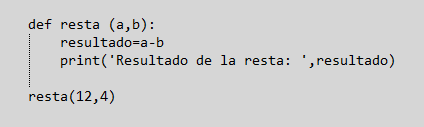 def resta (a,b):
    resultado=a-b
    print('Resultado de la resta: ',resultado)
resta(12,4)